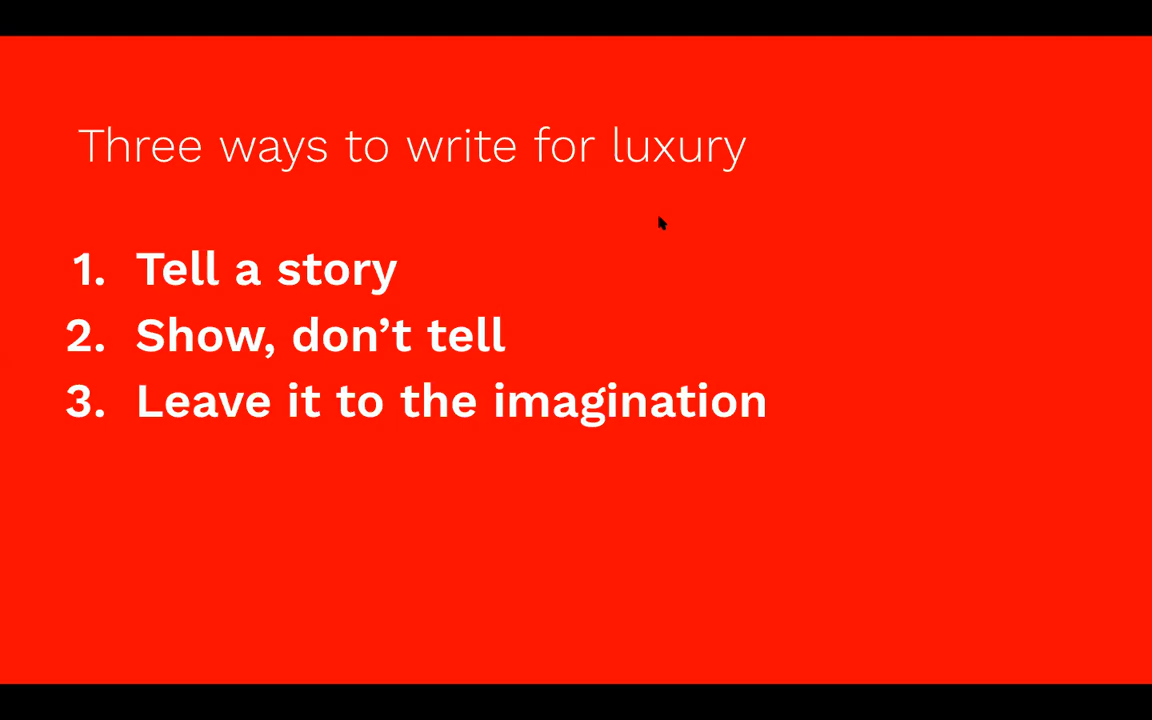 Three ways to write for luxury
1. Tell a story
2. Show, don’t tell
3. Leave it to the imagination